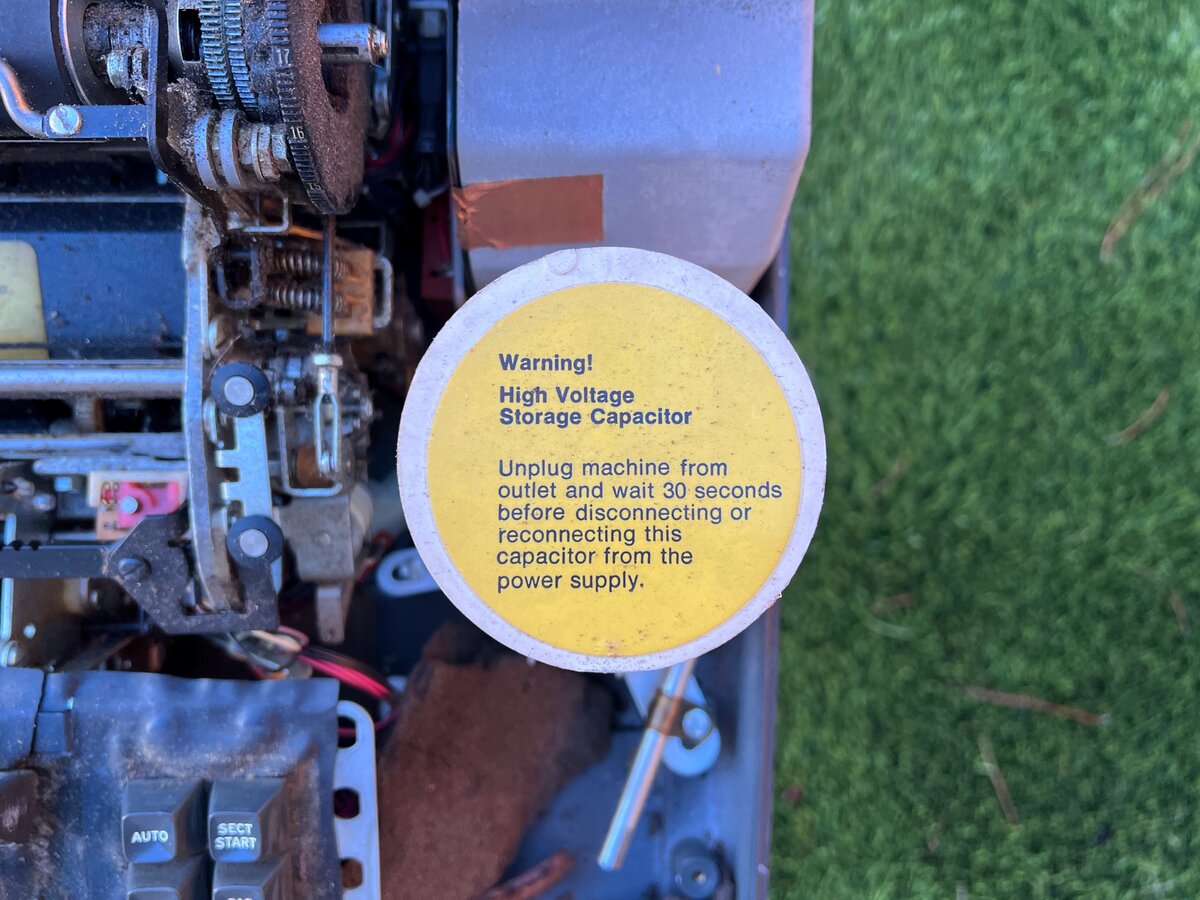 17
16
Warning!
High Voltage
Storage Capacitor
Unplug machine from
outlet and wait 30 seconds
before disconnecting or
reconnecting this
capacitor from the
power supply.
AUTO
SECT
START